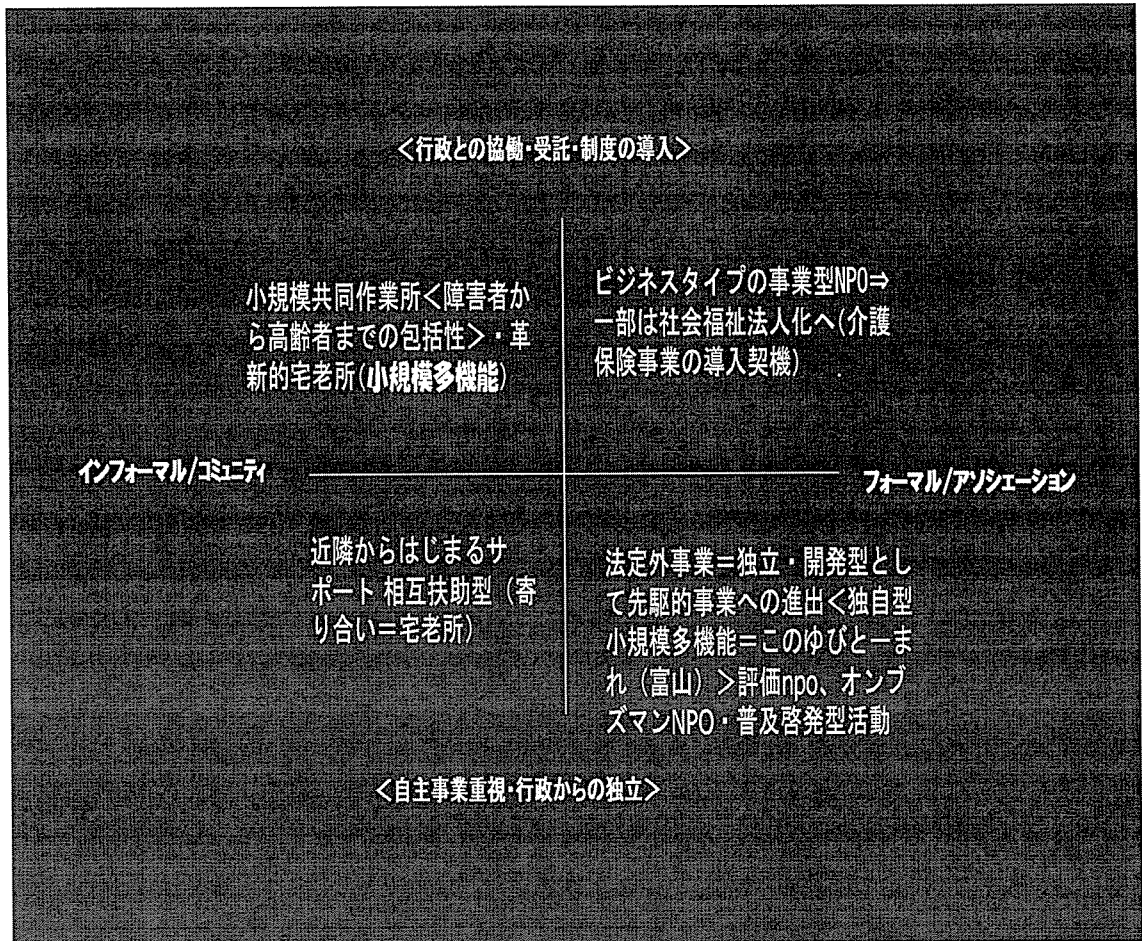 <行政との協働・受託・制度の導入>
小規模共同作業所<障害者か
ら高齢者までの包括性>・革
新的宅老所(小規模多機能)
ビジネスタイプの事業型NPO⇒
一部は社会福祉法人化へ(介護
保険事業の導入契機)
インフォーマル/コミュニティ
フォーマル/アソシェーション
近隣からはじまるサ
ポート 相互扶助型（寄
り合い＝宅老所）
法定外事業＝独立・開発型とし
て先駆的事業への進出<独自型
小規模多機能＝このゆびとーま
れ（富山）>評価npo、オンブ
ズマンNPO・普及啓発型活動
<自主事業重視・行政からの独立>